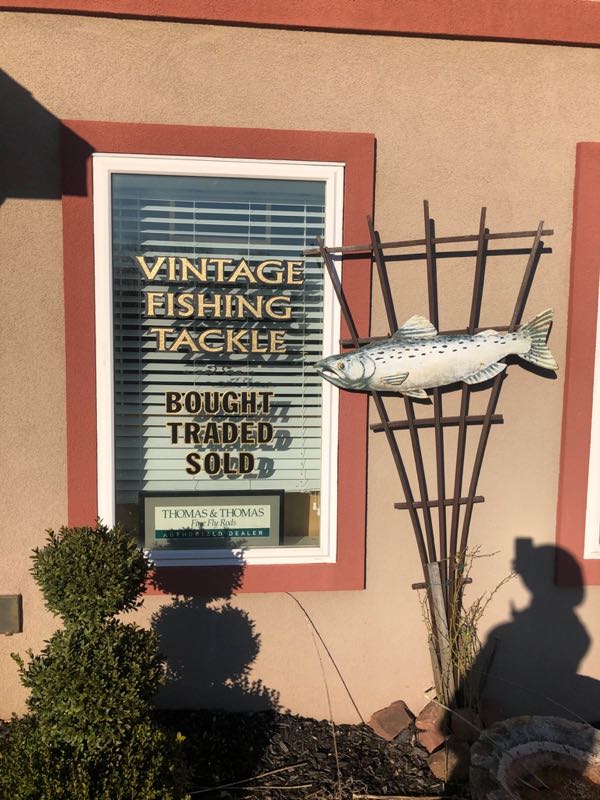 VINTAGE
FISHING
TACKLE
BOUGHT
TRADED
SOLD
THOMAS & THOMAS
Fine Fly Rods
AUTHORIZED DEALER